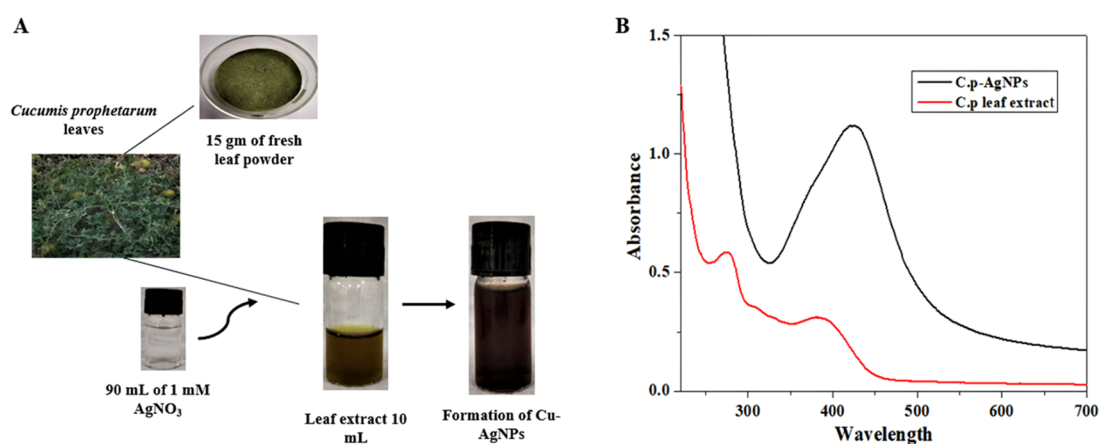 A
Cucumis prophetarum
leaves
15 gm of fresh
leaf powder
90 mL of 1 mM
AgNO₃
Leaf extract 10
mL
Formation of Cu-
AgNPs
B
1.5
1.0
0.5
0.0
Absorbance
C.p-AgNPs
C.p leaf extract
300
400
500
600
700
Wavelength